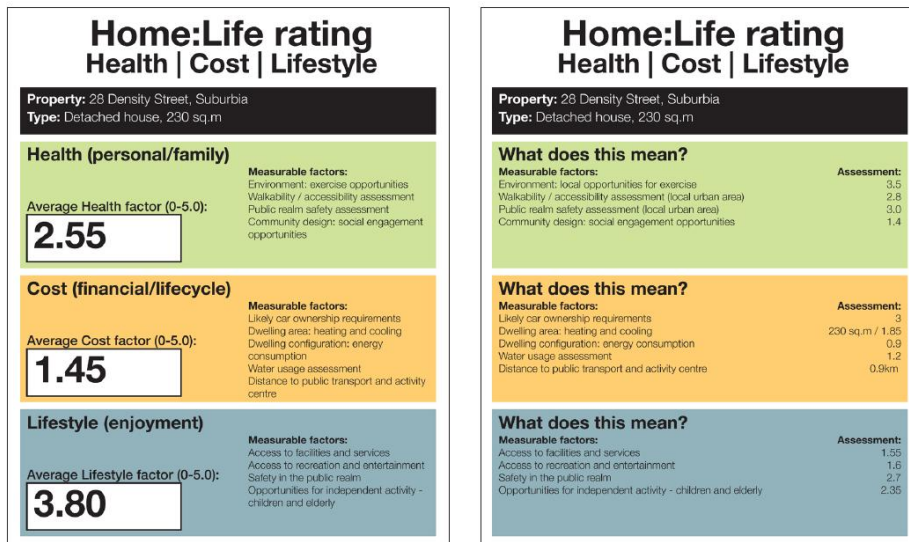 Home:Life rating
Health | Cost | Lifestyle
Property: 28 Density Street, Suburbia
Type: Detached house, 230 sq.m
Health (personal/family)
Average Health factor (0-5.0):
2.55
Measurable factors:
Environment: exercise opportunities
Walkability / accessibility assessment
Public realm safety assessment
Community design: social engagement
opportunities
Cost (financial/lifecycle)
Average Cost factor (0-5.0):
1.45
Measurable factors:
Likely car ownership requirements
Dwelling area: heating and cooling
Dwelling configuration: energy
consumption
Water usage assessment
Distance to public transport and activity
centre
Lifestyle (enjoyment)
Average Lifestyle factor (0-5.0):
3.80
Measurable factors:
Access to facilities and services
Access to recreation and entertainment
Safety in the public realm
Opportunities for independent activity -
children and elderly
Home:Life rating
Health | Cost | Lifestyle
Property: 28 Density Street, Suburbia
Type: Detached house, 230 sq.m
What does this mean?
Measurable factors: Assessment:
Environment: local opportunities for exercise 3.5
Walkability / accessibility assessment (local urban area) 2.8
Public realm safety assessment (local urban area) 3.0
Community design: social engagement opportunities 1.4
What does this mean?
Measurable factors: Assessment:
Likely car ownership requirements 3
Dwelling area: heating and cooling 230 sq.m / 1.85
Dwelling configuration: energy consumption 0.9
Water usage assessment 1.2
Distance to public transport and activity centre 0.9km
What does this mean?
Measurable factors: Assessment:
Access to facilities and services 1.55
Access to recreation and entertainment 1.6
Safety in the public realm 2.7
Opportunities for independent activity - children and elderly 2.35